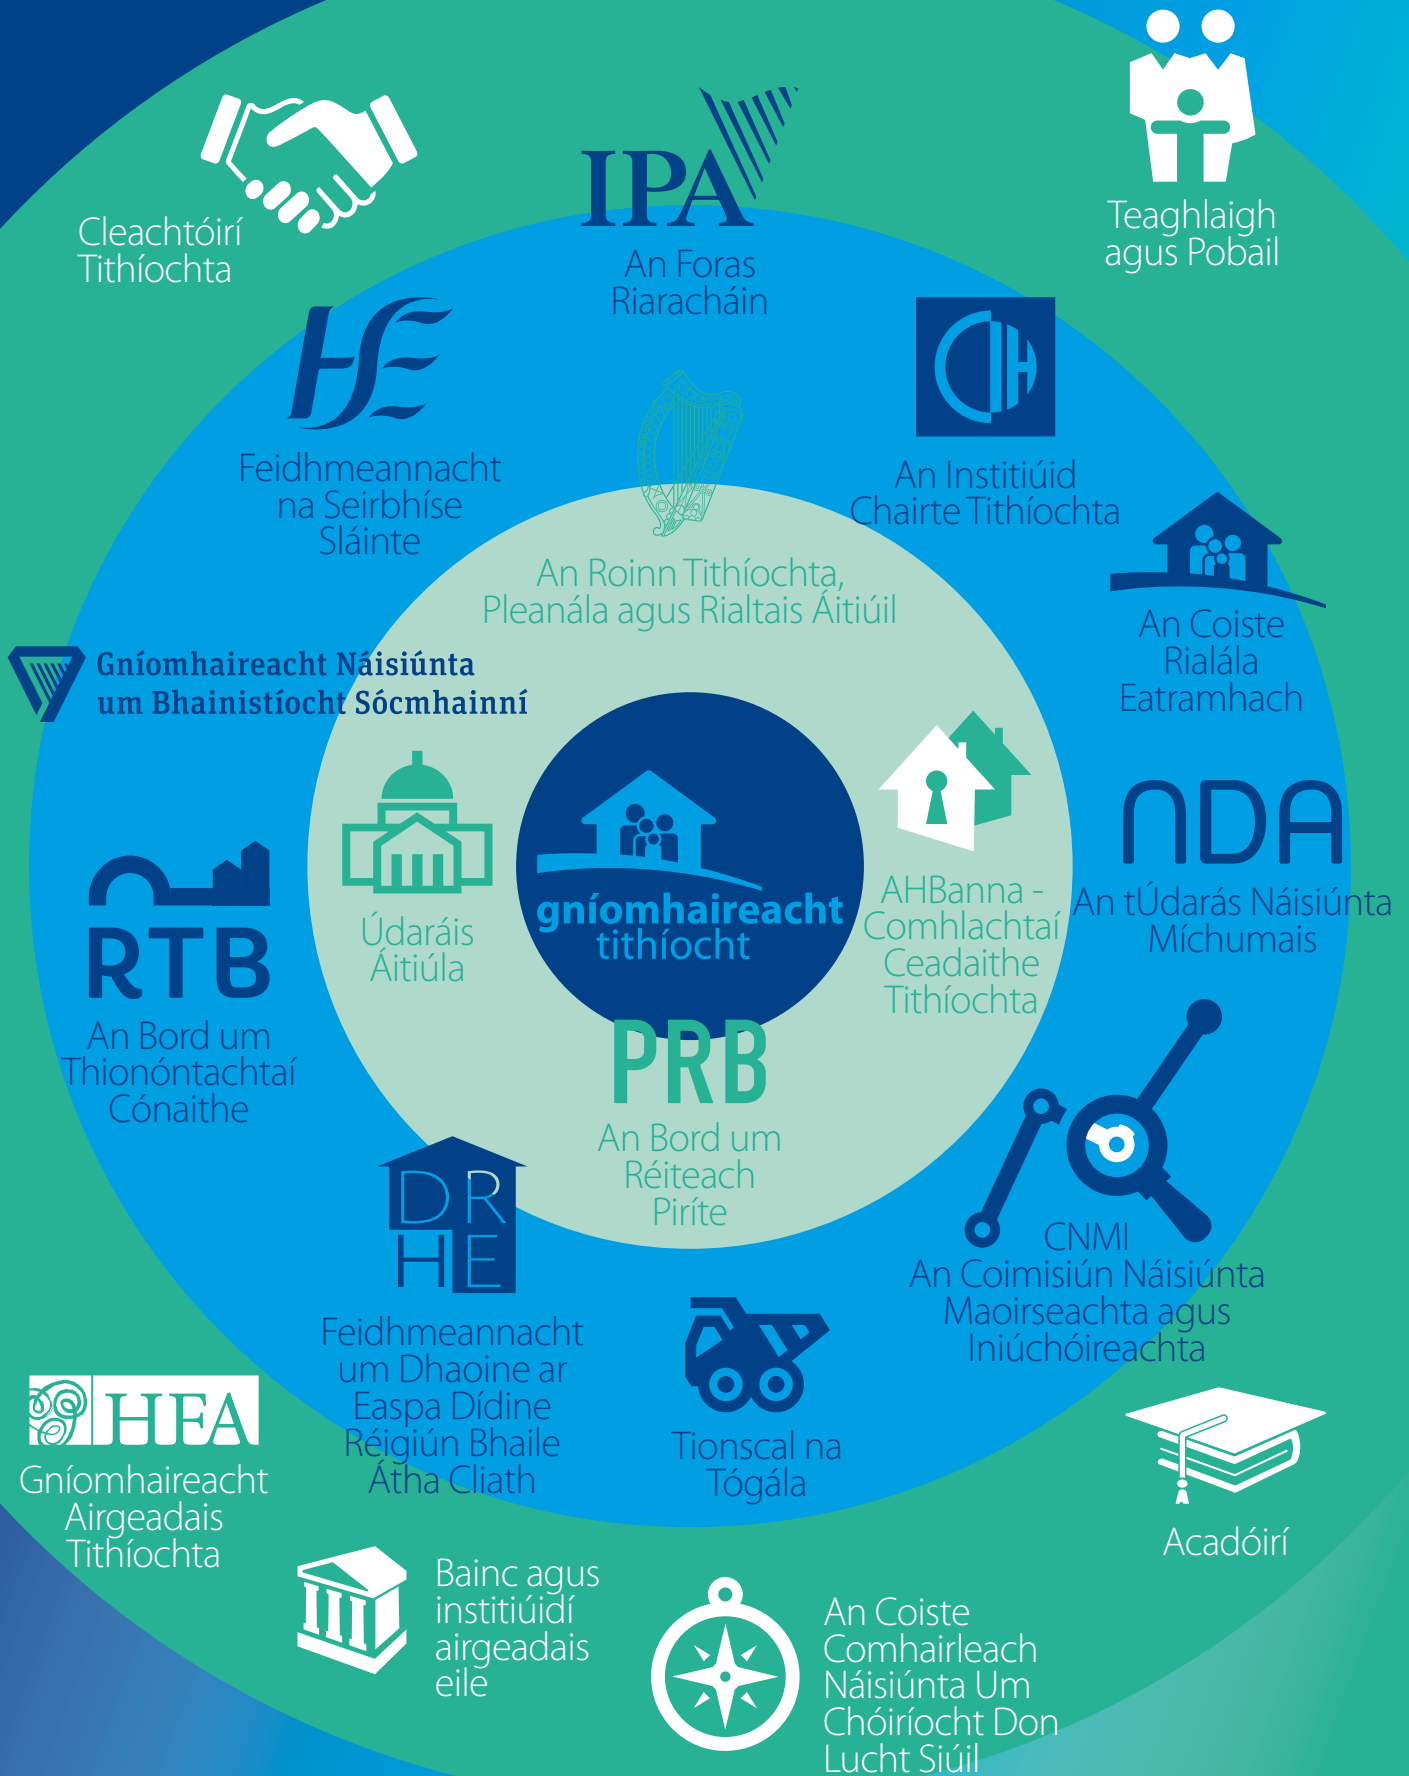 Cleachtóirí
Tithíochta
IPA
An Foras
Riaracháin
Teaghlaigh
agus Pobail
HSE
Feidhmeannacht
na Seirbhíse
Sláinte
CIH
An Institiúid
Chairte Tithíochta
An Roinn Tithíochta,
Pleanála agus Rialtais Áitiúil
An Coiste
Rialála
Eatramhach
Gníomhaireacht Náisiúnta
um Bhainistíocht Sócmhainní
Údaráis
Áitiúla
gníomhaireacht
tithíocht
AHBanna -
Comhlachtaí
Ceadaithe
Tithíochta
NDA
An tÚdarás Náisiúnta
Míchumais
RTB
An Bord um
Thionóntachtaí
Cónaithe
PRB
An Bord um
Réiteach
Piríte
CNMI
An Coimisiún Náisiúnta
Maoirseachta agus
Iniúchóireachta
DR
HE
Feidhmeannacht
um Dhaoine ar
Easpa Dídine
Réigiún Bhaile
Átha Cliath
Tionscal na
Tógála
HFA
Gníomhaireacht
Airgeadais
Tithíochta
Bainc agus
institiúidí
airgeadais
eile
An Coiste
Comhairleach
Náisiúnta Um
Chóiríocht Don
Lucht Siúil
Acadóirí